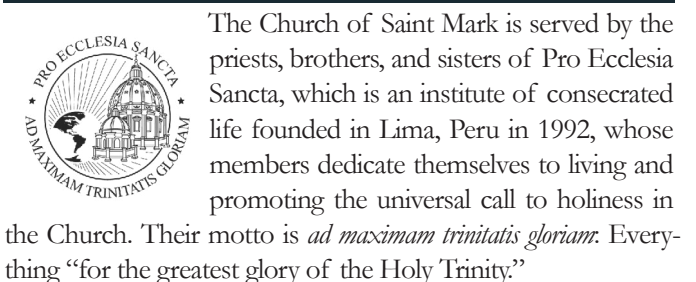 PRO ECCLESIA SANCTA
AD MAXIMAM TRINITATIS GLORIAM
The Church of Saint Mark is served by the
priests, brothers, and sisters of Pro Ecclesia
Sancta, which is an institute of consecrated
life founded in Lima, Peru in 1992, whose
members dedicate themselves to living and
promoting the universal call to holiness in
the Church. Their motto is ad maximam trinitatis gloriam: Every-
thing “for the greatest glory of the Holy Trinity.”